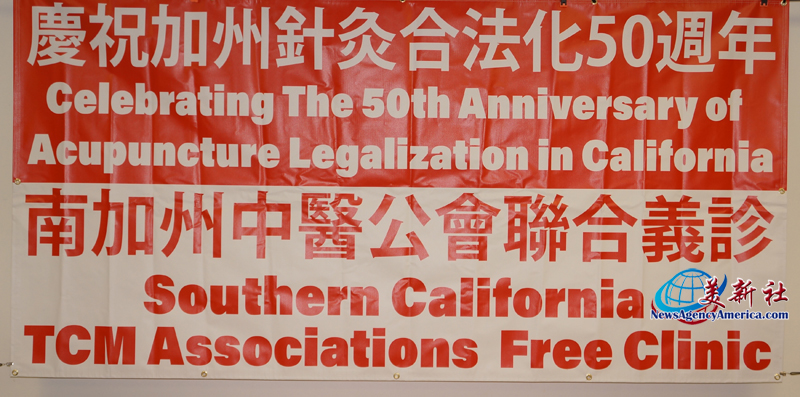 慶祝加州針灸合法化50週年
Celebrating The 50th Anniversary of
Acupuncture Legalization in California
南加州中醫公會聯合義診
Southern California
TCM Associations Free Clinic
美新社
NewsAgencyAmerica.com